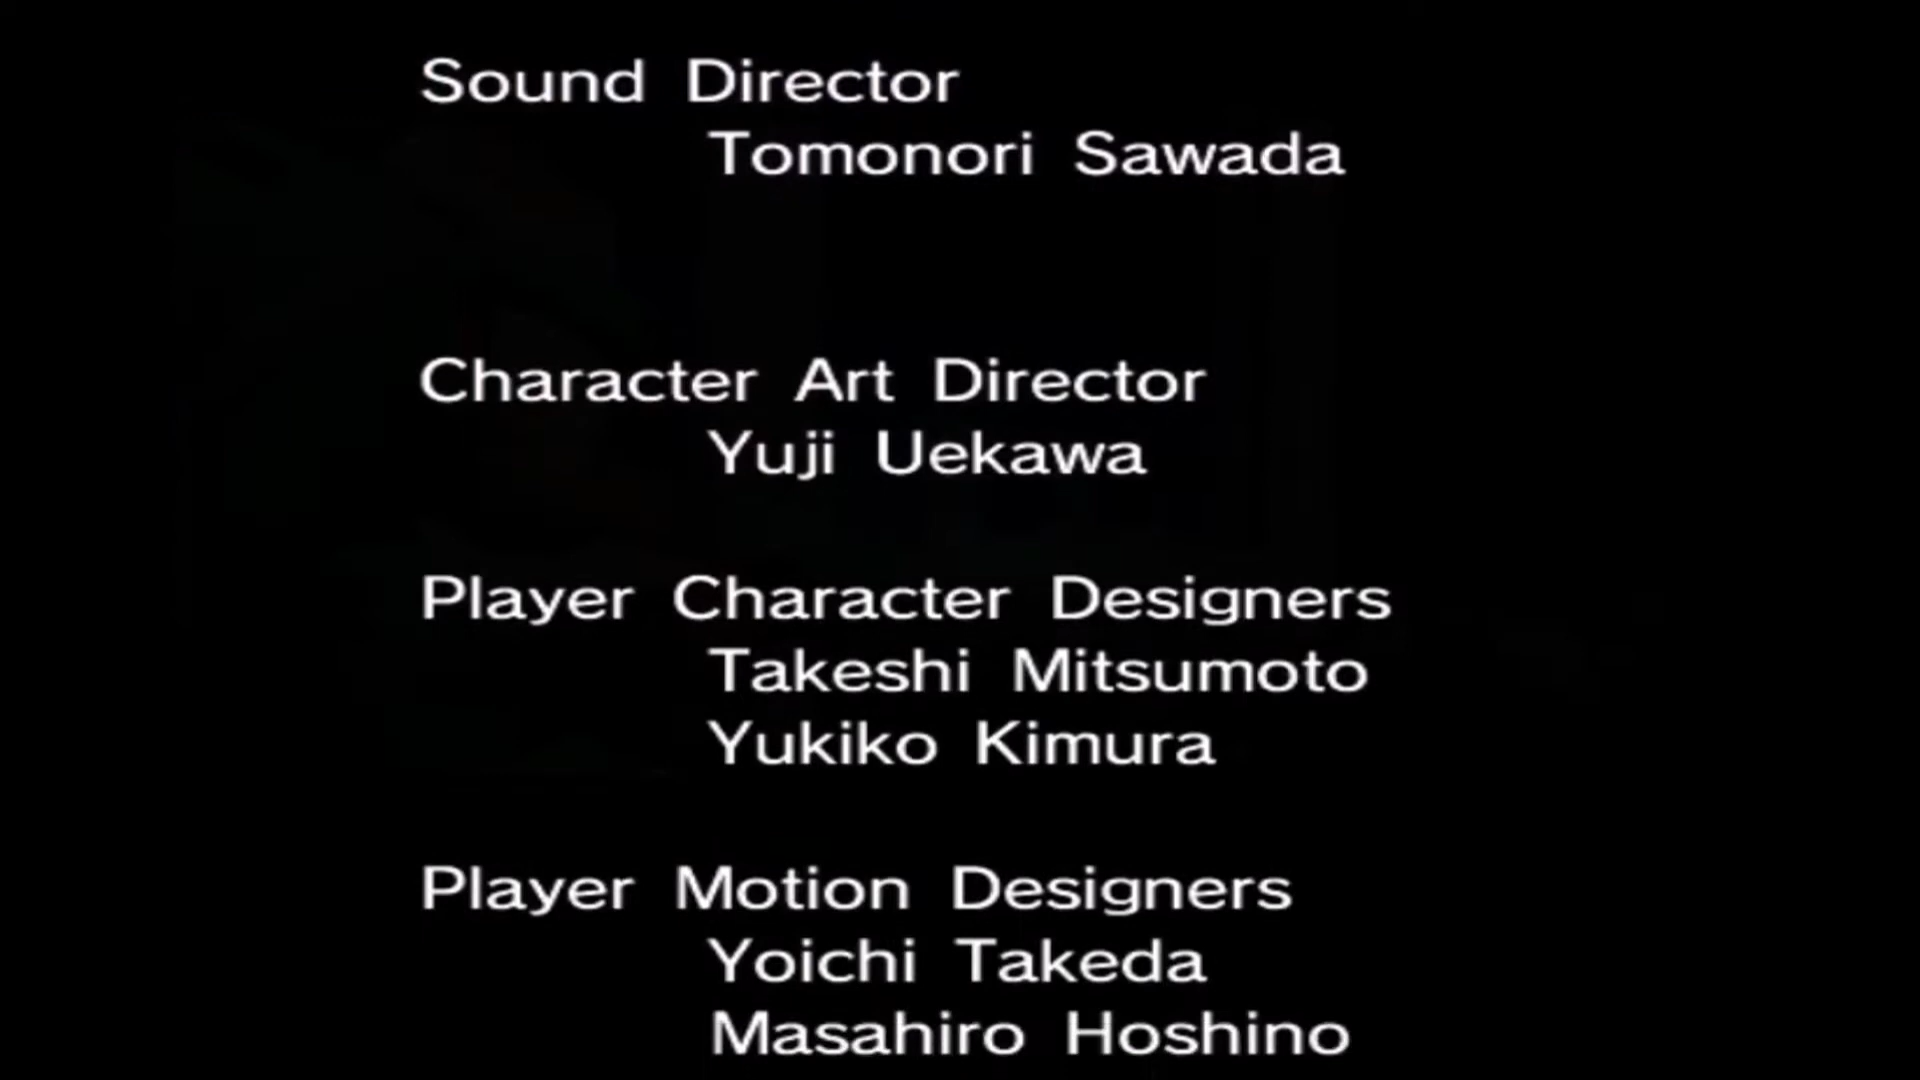 Sound Director
Tomonori Sawada
Character Art Director
Yuji Uekawa
Player Character Designers
Takeshi Mitsumoto
Yukiko Kimura
Player Motion Designers
Yoichi Takeda
Masahiro Hoshino